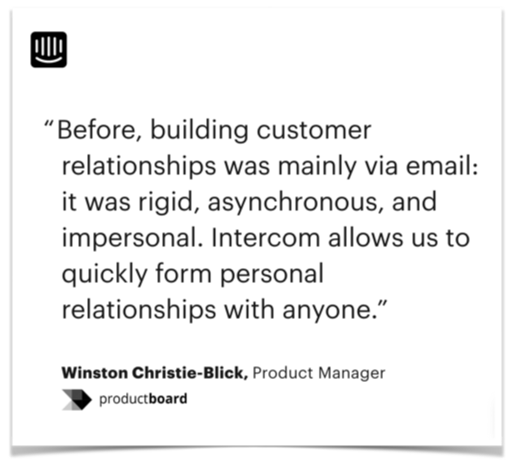 “Before, building customer
relationships was mainly via email:
it was rigid, asynchronous, and
impersonal. Intercom allows us to
quickly form personal
relationships with anyone.”
Winston Christie-Blick, Product Manager
productboard